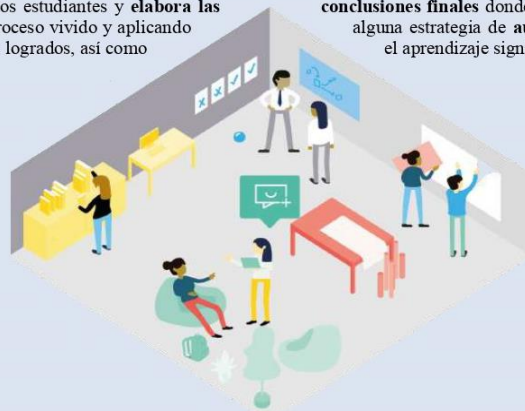 os estudiantes y elabora las
roceso vivido y aplicando
logrados, así como
conclusiones finales dond
alguna estrategia de au
el aprendizaje sign